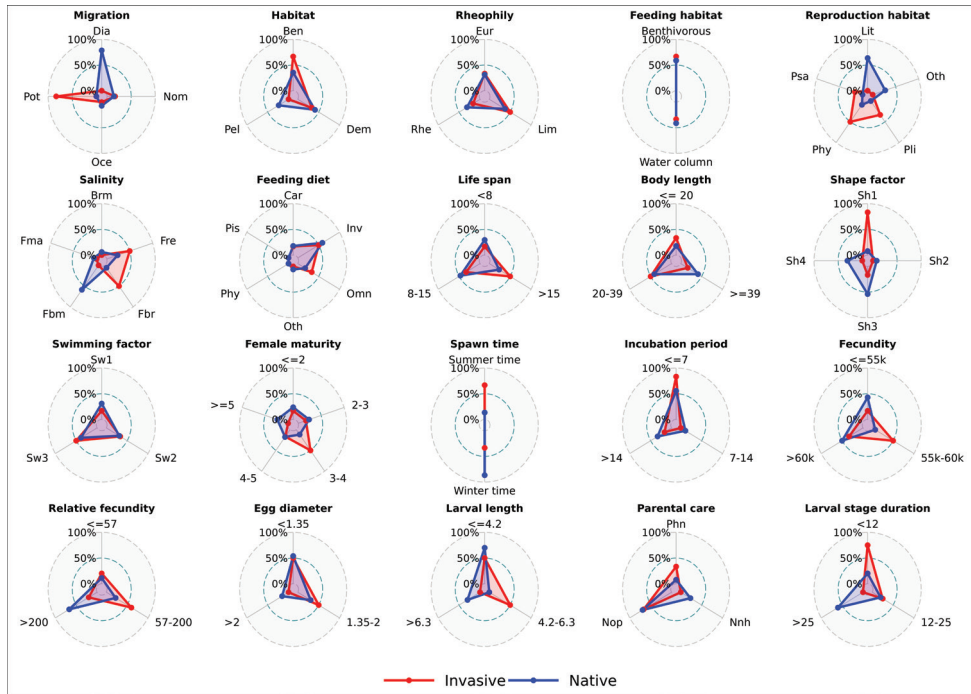 Migration Habitat Rheophily Feeding habitat Reproduction habitat
Dia Ben Eur Benthivorous Lit
100% 100% 100% 100% 100%
50% 50% 50% 50% 50% Psa Oth
0% 0% 0% 0% 0%
Pot Nom
Pel Dem Rhe Lim Phy Pli
Oce Water column
Salinity Feeding diet Life span Body length Shape factor
Brm Car <8 <= 20 Sh1
100% 100% 100% 100% 100%
Fma 50% Fre Pis 50% Inv 50% 50% 50%
0% 0% 0% 0% 0%
Sh4 Sh2
Phy Omn 8-15 >15 20-39 >=39
Fbm Fbr Oth Sh3
Swimming factor Female maturity Spawn time Incubation period Fecundity
Sw1 <=2 Summer time <=7 <=55k
100% 100% 100% 100% 100%
50% >=5 50% 2-3 50% 50% 50%
0% 0% 0% 0% 0%
Sw3 Sw2 4-5 3-4 >14 7-14 >60k 55k-60k
Winter time
Relative fecundity Egg diameter Larval length Parental care Larval stage duration
<=57 <1.35 <=4.2 Phn <12
100% 100% 100% 100% 100%
50% 50% 50% 50% 50%
0% 0% 0% 0% 0%
>200 57-200 >2 1.35-2 >6.3 4.2-6.3 Nop Nnh >25 12-25
Invasive Native